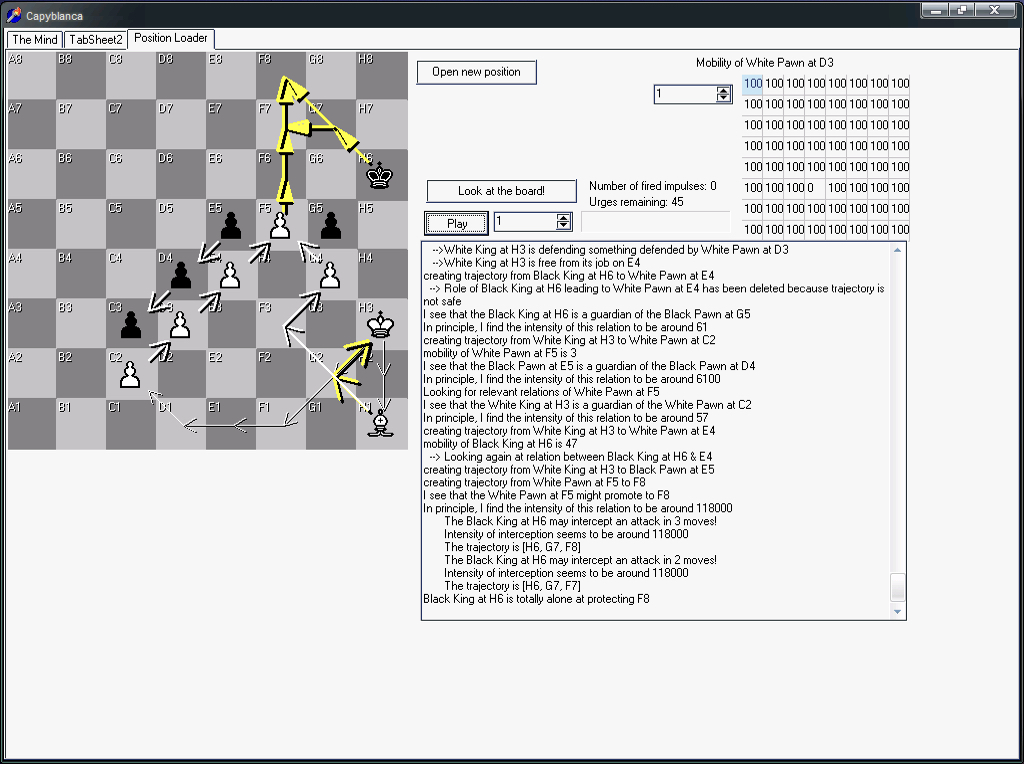 Capyblanca
The Mind TabSheet2 Position Loader
A8 B8 C8 D8 E8 F8 G8 H8
A7 B7 C7 D7 E7 F7 G7 H7
A6 B6 C6 D6 E6 F6 G6 H6
A5 B5 C5 D5 E5 F5 G5 H5
A4 B4 C4 D4 E4 F4 G4 H4
A3 B3 C3 D3 E3 F3 G3 H3
A2 B2 C2 D2 E2 F2 G2 H2
A1 B1 C1 D1 E1 F1 G1 H1
Open new position
Mobility of White Pawn at D3
1
100 100 100 100 100 100 100 100
100 100 100 100 100 100 100 100
100 100 100 100 100 100 100 100
100 100 100 100 100 100 100 100
100 100 100 100 100 100 100 100
100 100 100 0 100 100 100 100
100 100 100 100 100 100 100 100
100 100 100 100 100 100 100 100
Look at the board!
Number of fired impulses: 0
Urges remaining: 45
Play
1
-->White King at H3 is defending something defended by White Pawn at D3
-->White King at H3 is free from its job on E4
creating trajectory from Black King at H6 to White Pawn at E4
--> Role of Black King at H6 leading to White Pawn at E4 has been deleted because trajectory is
not safe
I see that the Black King at H6 is a guardian of the Black Pawn at G5
In principle, I find the intensity of this relation to be around 61
creating trajectory from White King at H3 to White Pawn at C2
mobility of White Pawn at F5 is 3
I see that the Black Pawn at E5 is a guardian of the Black Pawn at D4
In principle, I find the intensity of this relation to be around 6100
Looking for relevant relations of White Pawn at F5
I see that the White King at H3 is a guardian of the White Pawn at C2
In principle, I find the intensity of this relation to be around 57
creating trajectory from White King at H3 to White Pawn at E4
mobility of Black King at H6 is 47
--> Looking again at relation between Black King at H6 & E4
creating trajectory from White King at H3 to Black Pawn at E5
creating trajectory from White Pawn at F5 to F8
I see that the White Pawn at F5 might promote to F8
In principle, I find the intensity of this relation to be around 118000
The Black King at H6 may intercept an attack in 3 moves!
Intensity of interception seems to be around 118000
The trajectory is [H6, G7, F8]
The Black King at H6 may intercept an attack in 2 moves!
Intensity of interception seems to be around 118000
The trajectory is [H6, G7, F7]
Black King at H6 is totally alone at protecting F8